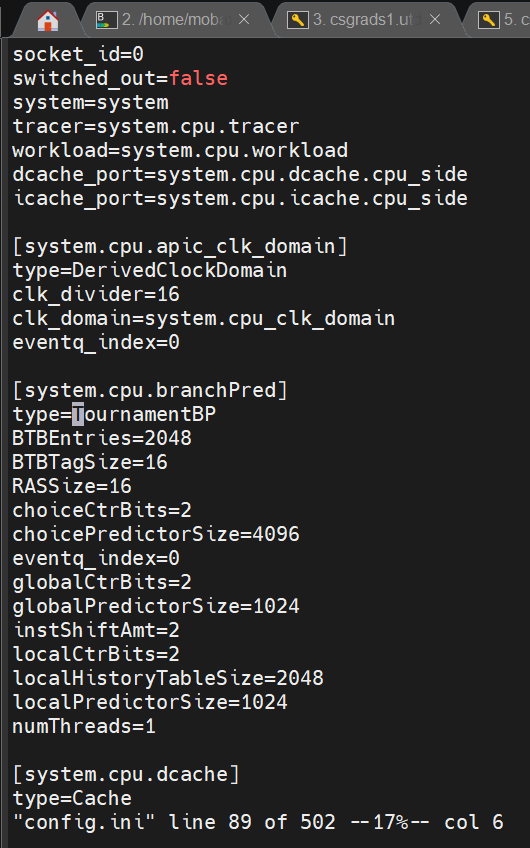 2. /home/moba
3. csgrads1.ut
5. c
socket_id=0
switched_out=false
system=system
tracer=system.cpu.tracer
workload=system.cpu.workload
dcache_port=system.cpu.dcache.cpu_side
icache_port=system.cpu.icache.cpu_side
[system.cpu.apic_clk_domain]
type=DerivedClockDomain
clk_divider=16
clk_domain=system.cpu_clk_domain
eventq_index=0
[system.cpu.branchPred]
type=TournamentBP
BTBEntries=2048
BTBTagSize=16
RASSize=16
choiceCtrBits=2
choicePredictorSize=4096
eventq_index=0
globalCtrBits=2
globalPredictorSize=1024
instShiftAmt=2
localCtrBits=2
localHistoryTableSize=2048
localPredictorSize=1024
numThreads=1
[system.cpu.dcache]
type=Cache
"config.ini" line 89 of 502 --17%-- col 6